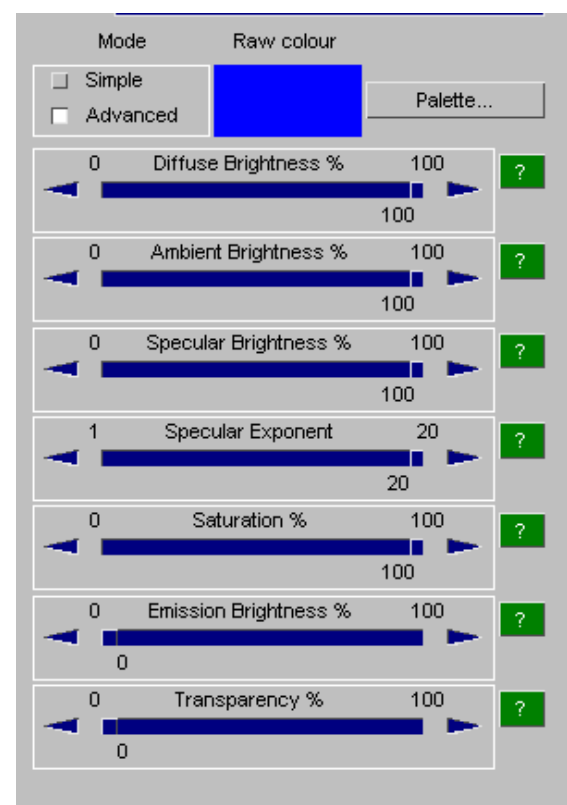 Mode Raw colour
Simple
Advanced
Palette...
0 Diffuse Brightness % 100 ?
100
0 Ambient Brightness % 100 ?
100
0 Specular Brightness % 100 ?
100
1 Specular Exponent 20 ?
20
0 Saturation % 100 ?
100
0 Emission Brightness % 100 ?
0
0 Transparency % 100 ?
0